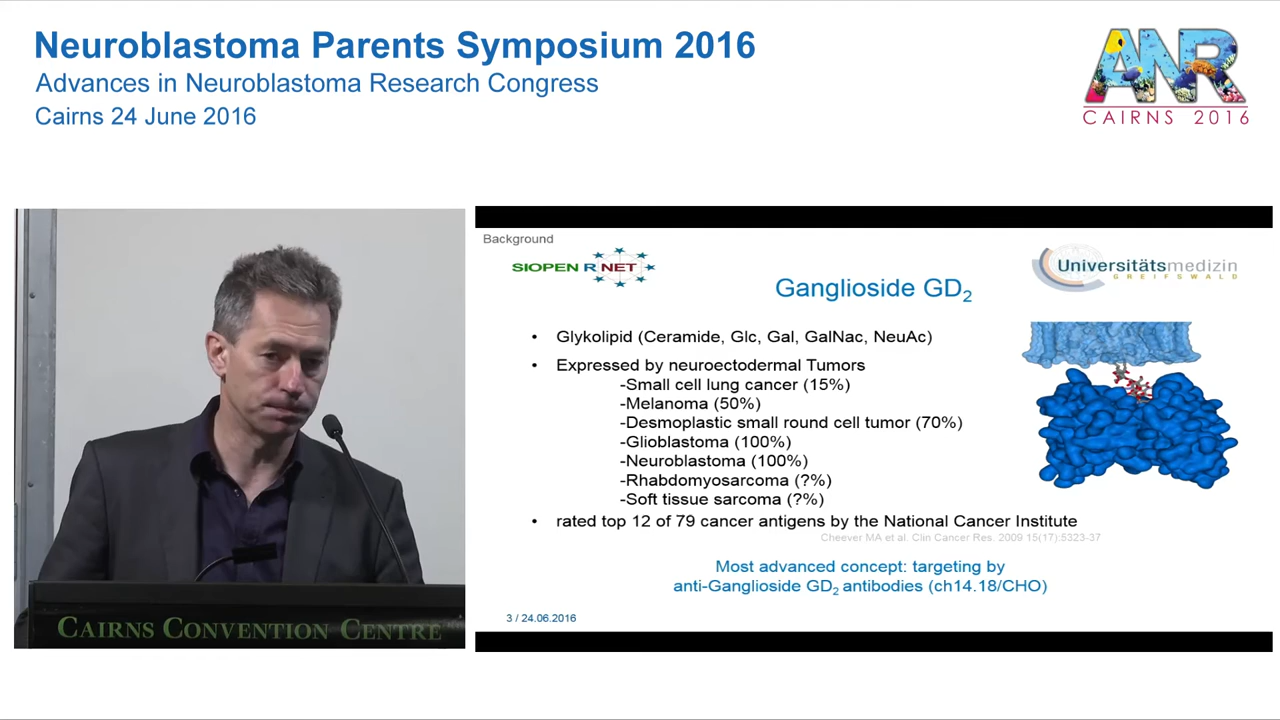 Neuroblastoma Parents Symposium 2016
Advances in Neuroblastoma Research Congress
Cairns 24 June 2016
ANR
CAIRNS 2016
CAIRNS CONVENTION CENTRE
Background
SIOPEN R NET
Universitätsmedizin
GREIFSWALD
Ganglioside GD2
• Glykolipid (Ceramide, Glc, Gal, GalNac, NeuAc)
• Expressed by neuroectodermal Tumors
-Small cell lung cancer (15%)
-Melanoma (50%)
-Desmoplastic small round cell tumor (70%)
-Glioblastoma (100%)
-Neuroblastoma (100%)
-Rhabdomyosarcoma (?%)
-Soft tissue sarcoma (?%)
• rated top 12 of 79 cancer antigens by the National Cancer Institute
Cheever MA et al. Clin Cancer Res. 2009 15(17):5323-37
Most advanced concept: targeting by
anti-Ganglioside GD2 antibodies (ch14.18/CHO)
3 / 24.06.2016